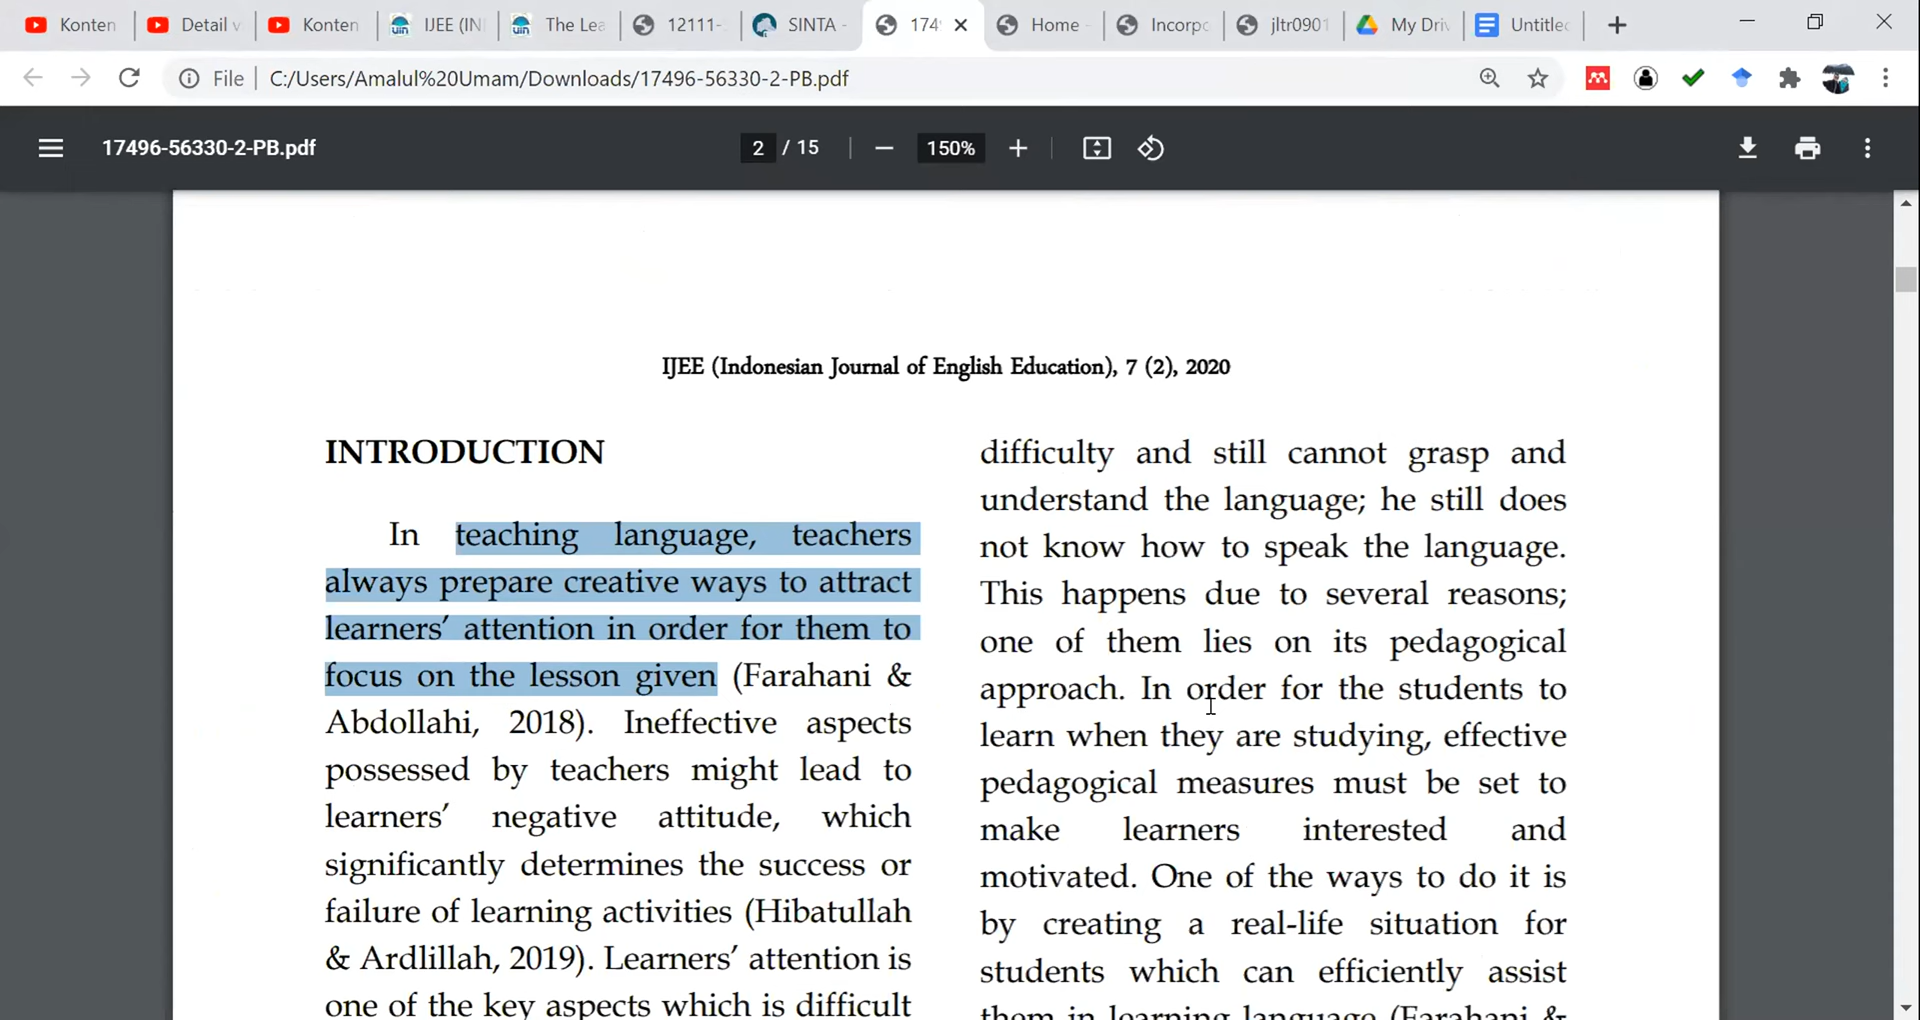 Konten
Detail v
Konten
IJEE (IN
The Lea
12111-
SINTA -
174
Home -
Incorpo
jltr0901
My Driv
Untitled
File
C:/Users/Amalul%20Umam/Downloads/17496-56330-2-PB.pdf
17496-56330-2-PB.pdf
2 / 15
150%
IJEE (Indonesian Journal of English Education), 7 (2), 2020
INTRODUCTION
In teaching language, teachers
always prepare creative ways to attract
learners’ attention in order for them to
focus on the lesson given (Farahani &
Abdollahi, 2018). Ineffective aspects
possessed by teachers might lead to
learners’ negative attitude, which
significantly determines the success or
failure of learning activities (Hibatullah
& Ardlillah, 2019). Learners’ attention is
one of the key aspects which is difficult
difficulty and still cannot grasp and
understand the language; he still does
not know how to speak the language.
This happens due to several reasons;
one of them lies on its pedagogical
approach. In order for the students to
learn when they are studying, effective
pedagogical measures must be set to
make learners interested and
motivated. One of the ways to do it is
by creating a real-life situation for
students which can efficiently assist
them in learning language (Farahani &